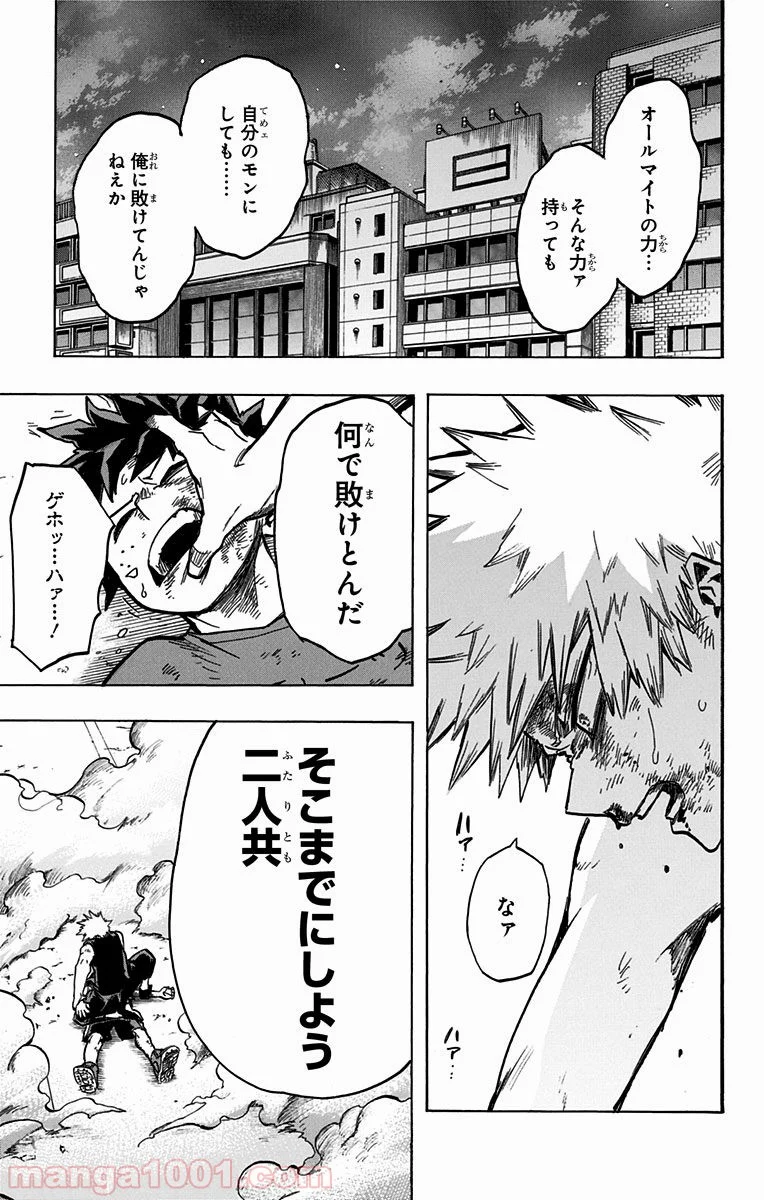 オールマイトの力…
そんな力ァ
持っても
自分のモンに
しても……
俺に敗けてんじゃ
ねえか
ハァ…
なァ
ハァ…
何で敗けとんだ
ゲホッ…ハァ…！
そこまでにしよう
二人共
manga1001.com